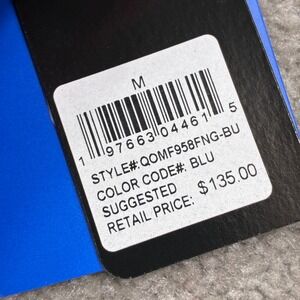 M
1 97663 04461 5
STYLE#:QOMF958FNG-BU
COLOR CODE#: BLU
SUGGESTED
RETAIL PRICE: $135.00